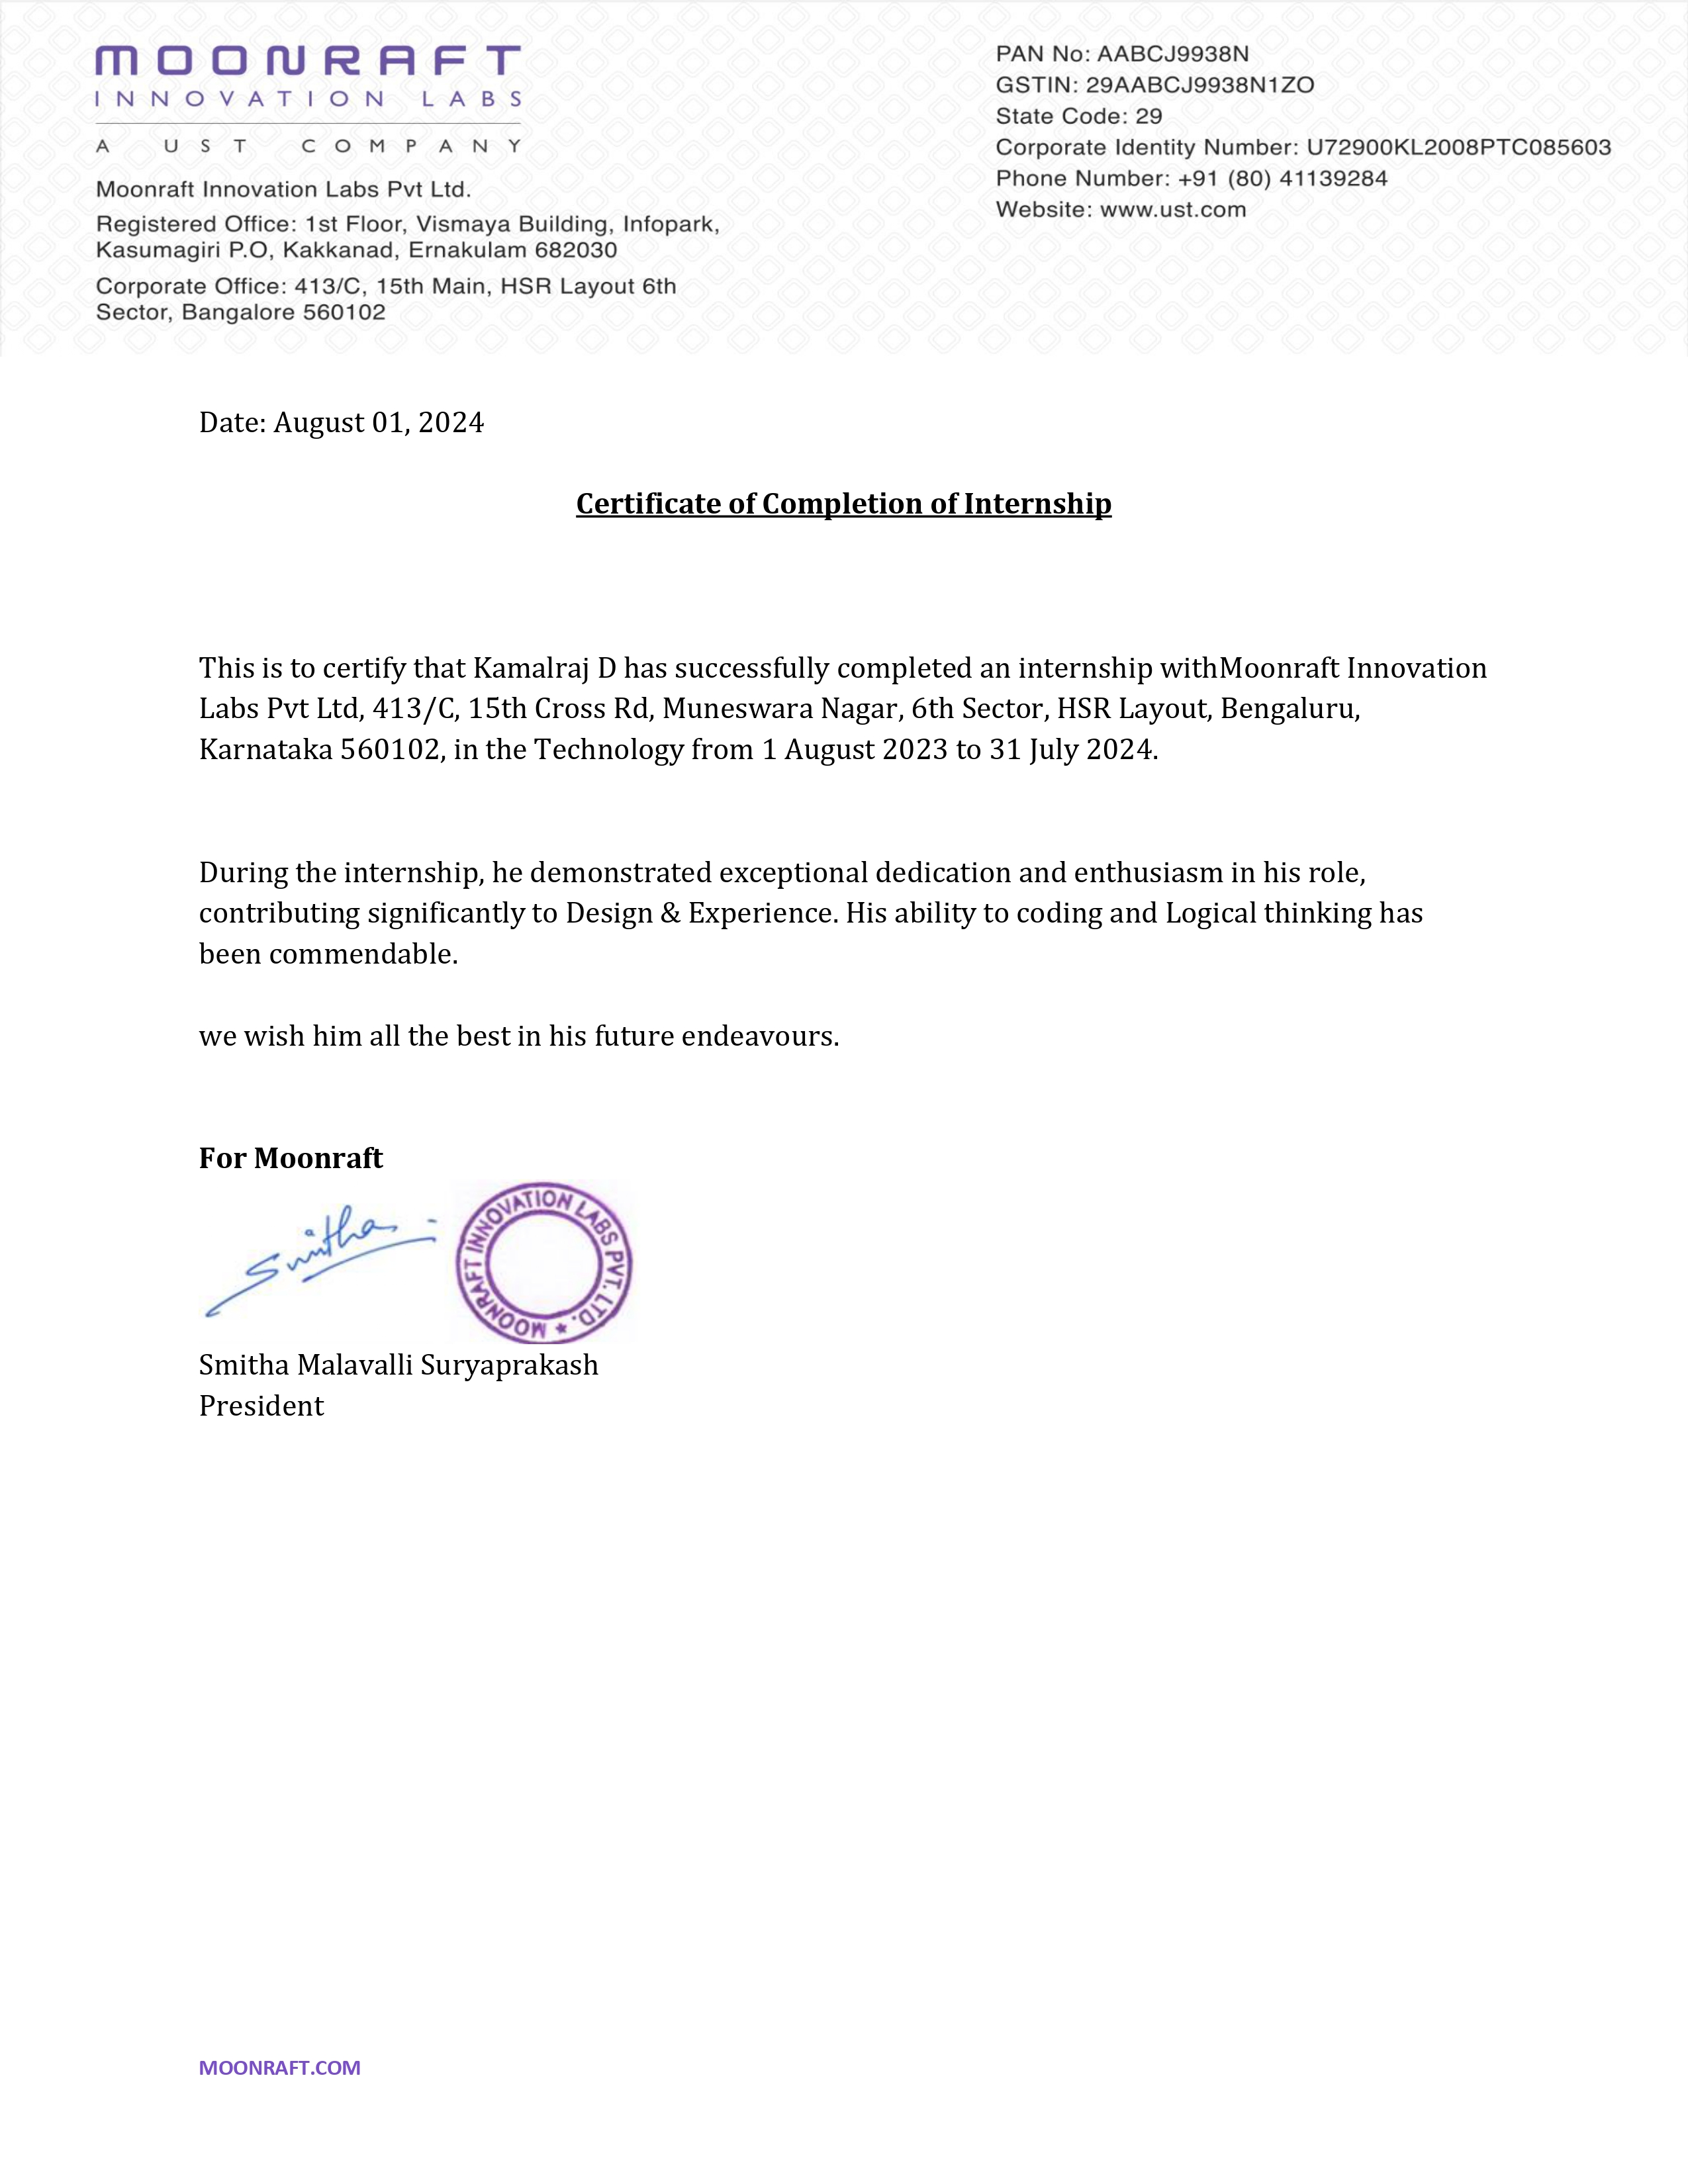 MOONRAFT
INNOVATION LABS
A UST COMPANY
Moonraft Innovation Labs Pvt Ltd.
Registered Office: 1st Floor, Vismaya Building, Infopark,
Kasumagiri P.O, Kakkanad, Ernakulam 682030
Corporate Office: 413/C, 15th Main, HSR Layout 6th
Sector, Bangalore 560102
PAN No: AABCJ9938N
GSTIN: 29AABCJ9938N1ZO
State Code: 29
Corporate Identity Number: U72900KL2008PTC085603
Phone Number: +91 (80) 41139284
Website: www.ust.com
Date: August 01, 2024
Certificate of Completion of Internship
This is to certify that Kamalraj D has successfully completed an internship withMoonraft Innovation
Labs Pvt Ltd, 413/C, 15th Cross Rd, Muneswara Nagar, 6th Sector, HSR Layout, Bengaluru,
Karnataka 560102, in the Technology from 1 August 2023 to 31 July 2024.
During the internship, he demonstrated exceptional dedication and enthusiasm in his role,
contributing significantly to Design & Experience. His ability to coding and Logical thinking has
been commendable.
we wish him all the best in his future endeavours.
For Moonraft
Smitha
MOONRAFT INNOVATION LABS PVT. LTD. ★
Smitha Malavalli Suryaprakash
President
MOONRAFT.COM